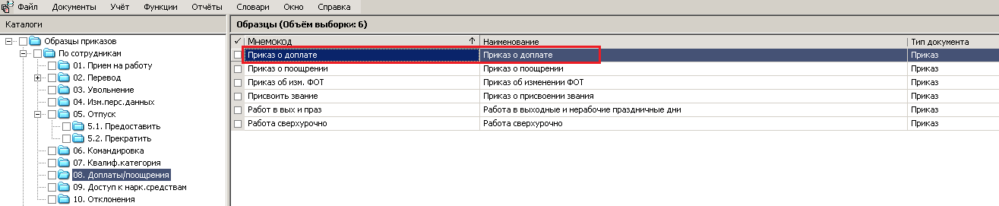 Файл Документы Учёт Функции Отчёты Словари Окно Справка
Каталоги
Образцы (Объём выборки: 6)
Образцы приказов
По сотрудникам
01. Прием на работу
02. Перевод
03. Увольнение
04. Изм.перс.данных
05. Отпуск
5.1. Предоставить
5.2. Прекратить
06. Командировка
07. Квалиф.категория
08. Доплаты/поощрения
09. Доступ к нарк.средствам
10. Отклонения
Мнемокод Наименование Тип документа
Приказ о доплате Приказ о доплате Приказ
Приказ о поощрении Приказ о поощрении Приказ
Приказ об изм. ФОТ Приказ об изменении ФОТ Приказ
Присвоить звание Приказ о присвоении звания Приказ
Работ в вых и праз Работа в выходные и нерабочие праздничные дни Приказ
Работа сверхурочно Работа сверхурочно Приказ